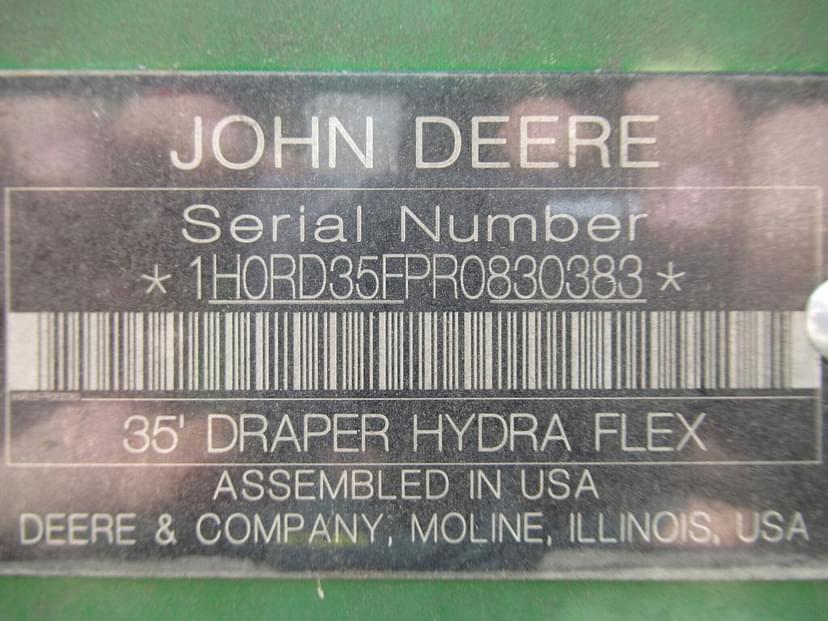 JOHN DEERE
Serial Number
* 1H0RD35FPR0830383 *
35' DRAPER HYDRA FLEX
ASSEMBLED IN USA
DEERE & COMPANY, MOLINE, ILLINOIS, USA